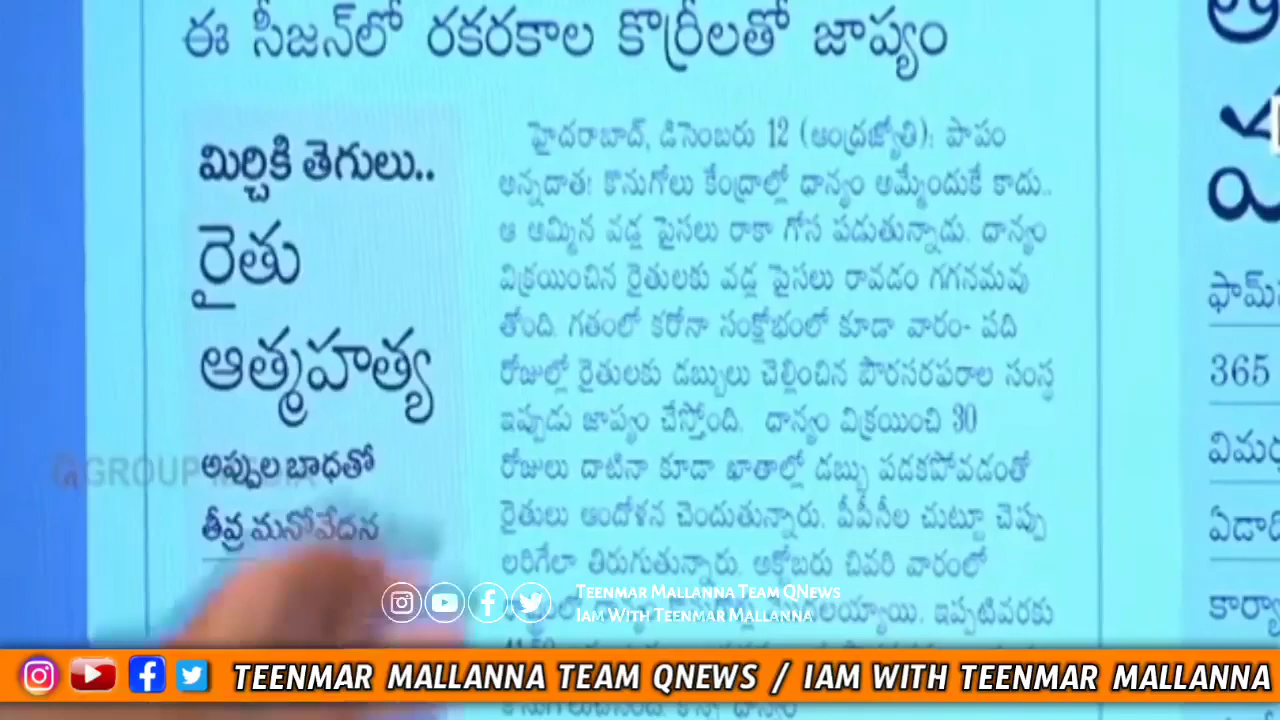 ఈ సీజన్‌లో రకరకాల కొర్రీలతో జాప్యం
మిర్చికి తెగులు..
రైతు
ఆత్మహత్య
అప్పుల బాధతో
తీవ్ర మనోవేదన
హైదరాబాద్, డిసెంబరు 12 (ఆంధ్రజ్యోతి): పాపం
అన్నదాత! కొనుగోలు కేంద్రాల్లో ధాన్యం అమ్మేందుకే కాదు..
ఆ అమ్మిన వడ్ల పైసలు రాకా గోస పడుతున్నాడు. ధాన్యం
విక్రయించిన రైతులకు వడ్ల పైసలు రావడం గగనమవు
తోంది. గతంలో కరోనా సంక్షోభంలో కూడా వారం- పది
రోజుల్లో రైతులకు డబ్బులు చెల్లించిన పౌరసరఫరాల సంస్థ
ఇప్పుడు జాప్యం చేస్తోంది. ధాన్యం విక్రయించి 30
రోజులు దాటినా కూడా ఖాతాల్లో డబ్బు పడకపోవడంతో
రైతులు ఆందోళన చెందుతున్నారు. పీపీసీల చుట్టూ చెప్పు
లరిగేలా తిరుగుతున్నారు. అక్టోబరు చివరి వారంలో
ఇప్పటివరకు
ఫామ్
365
విమ
ఏడాది
కార్యా
GROUP
TEENMAR MALLANNA TEAM QNEWS
IAM WITH TEENMAR MALLANNA
TEENMAR MALLANNA TEAM QNEWS / IAM WITH TEENMAR MALLANNA